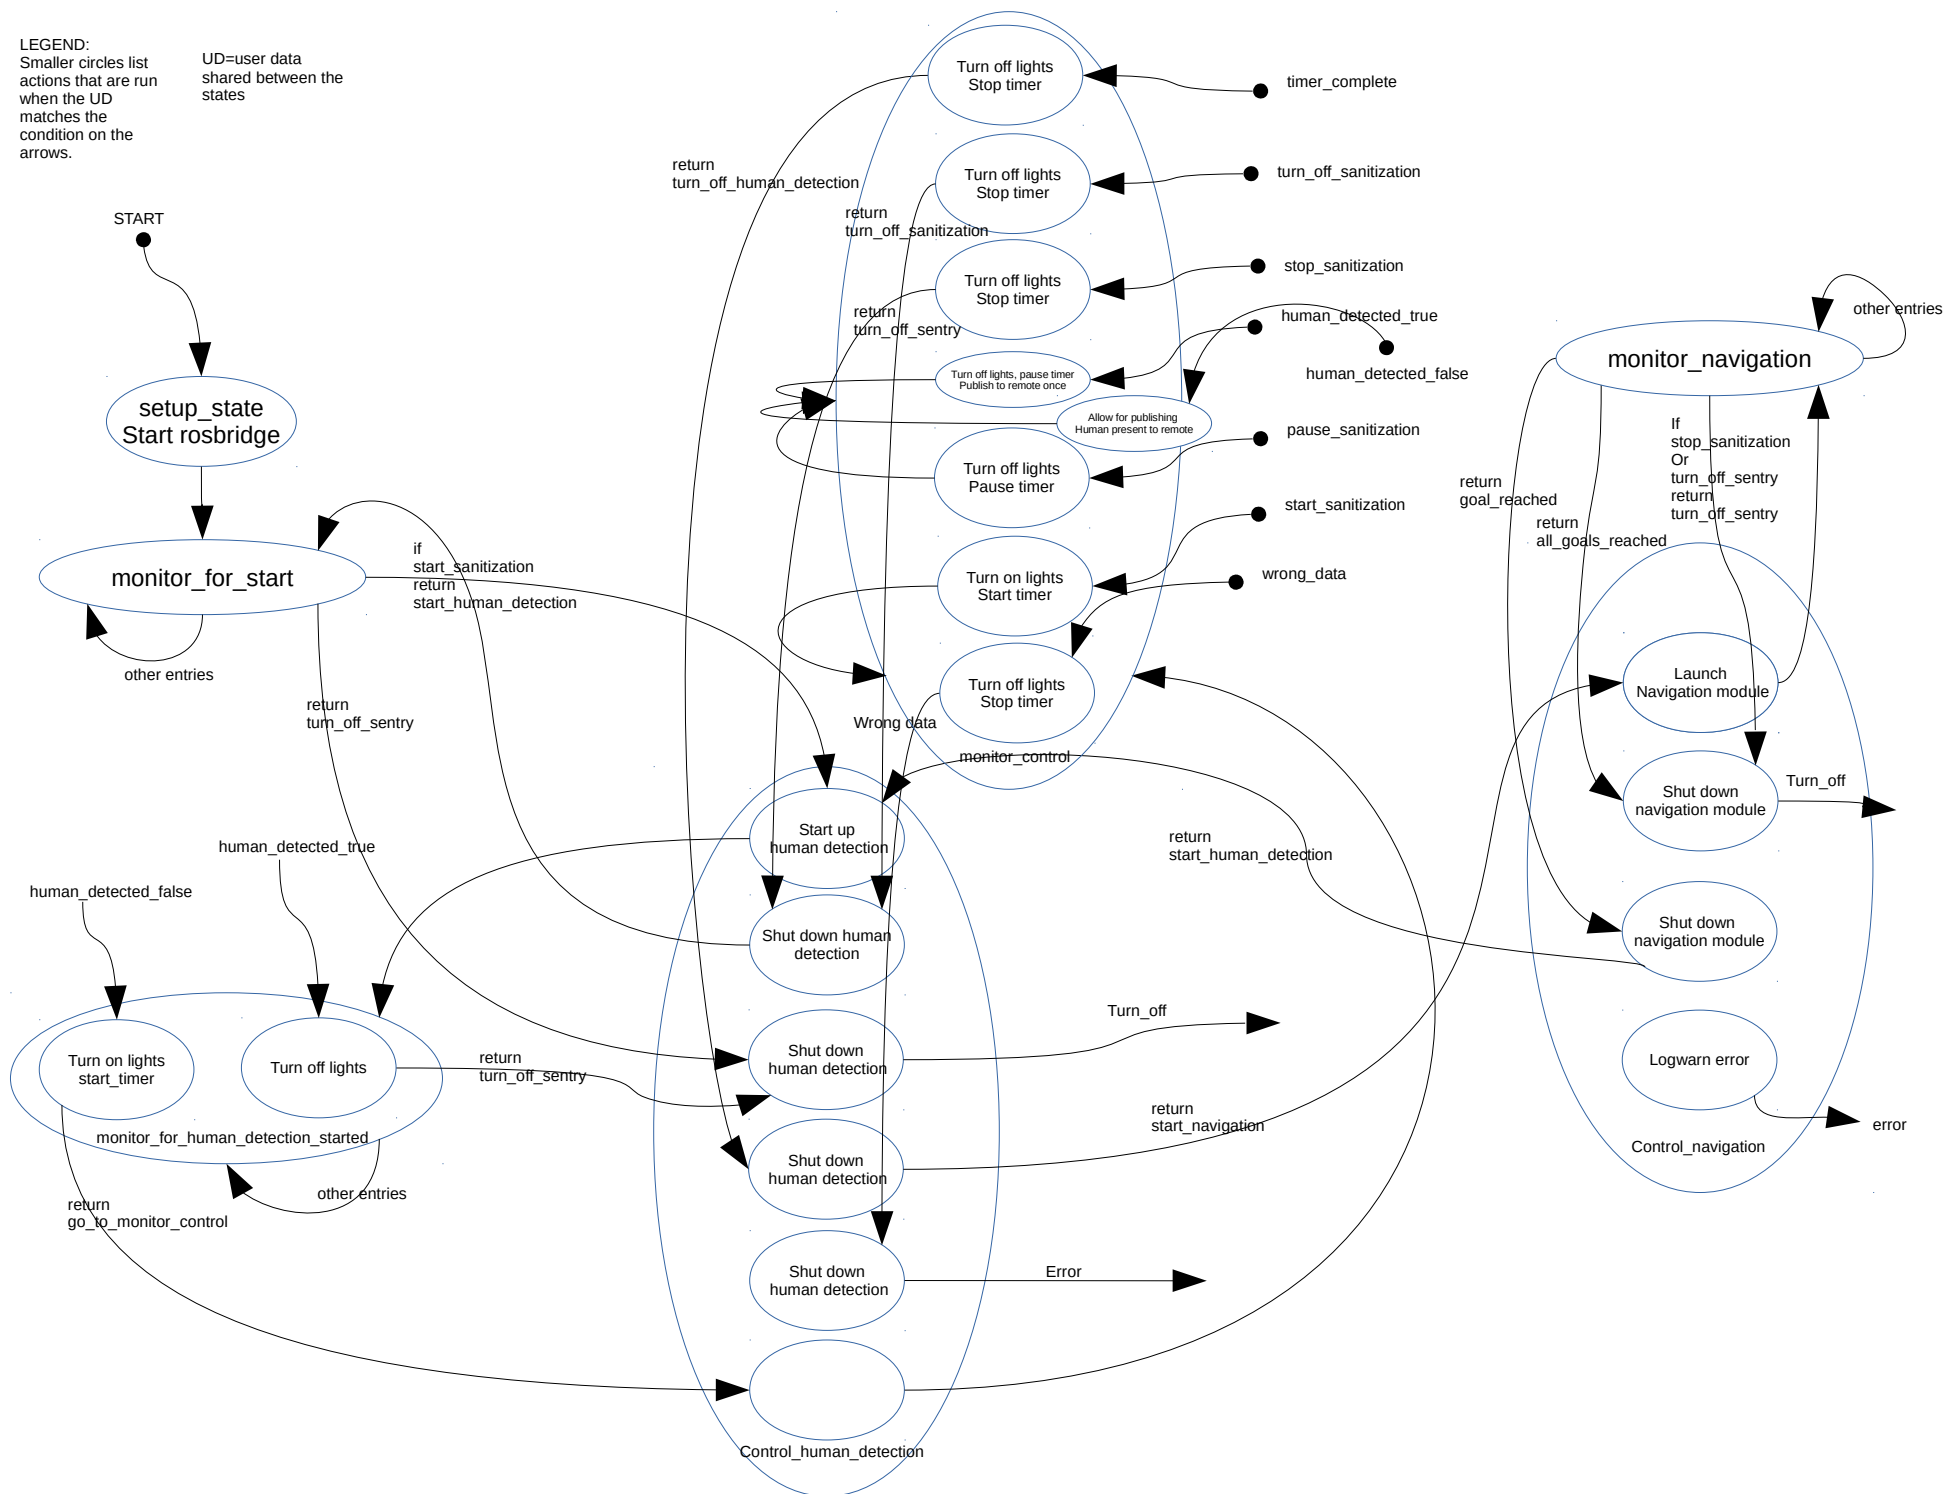 LEGEND:
Smaller circles list
actions that are run
when the UD
matches the
condition on the
arrows.
UD=user data
shared between the
states
START
setup_state
Start rosbridge
monitor_for_start
other entries
if
start_sanitization
return
start_human_detection
return
turn_off_sentry
human_detected_true
human_detected_false
Turn on lights
start_timer
Turn off lights
monitor_for_human_detection_started
other entries
return
go_to_monitor_control
return
turn_off_sentry
return
turn_off_human_detection
return
turn_off_sanitization
return
turn_off_sentry
Turn off lights
Stop timer
timer_complete
Turn off lights
Stop timer
turn_off_sanitization
Turn off lights
Stop timer
stop_sanitization
human_detected_true
human_detected_false
Turn off lights, pause timer
Publish to remote once
Allow for publishing
Human present to remote
pause_sanitization
Turn off lights
Pause timer
start_sanitization
Turn on lights
Start timer
wrong_data
Turn off lights
Stop timer
Wrong data
monitor_control
Start up
human detection
Shut down human
detection
Shut down
human detection
Turn_off
Shut down
human detection
return
start_navigation
Shut down
human detection
Error
Control_human_detection
return
start_human_detection
monitor_navigation
other entries
return
goal_reached
return
all_goals_reached
If
stop_sanitization
Or
turn_off_sentry
return
turn_off_sentry
Launch
Navigation module
Shut down
navigation module
Turn_off
Shut down
navigation module
Logwarn error
error
Control_navigation